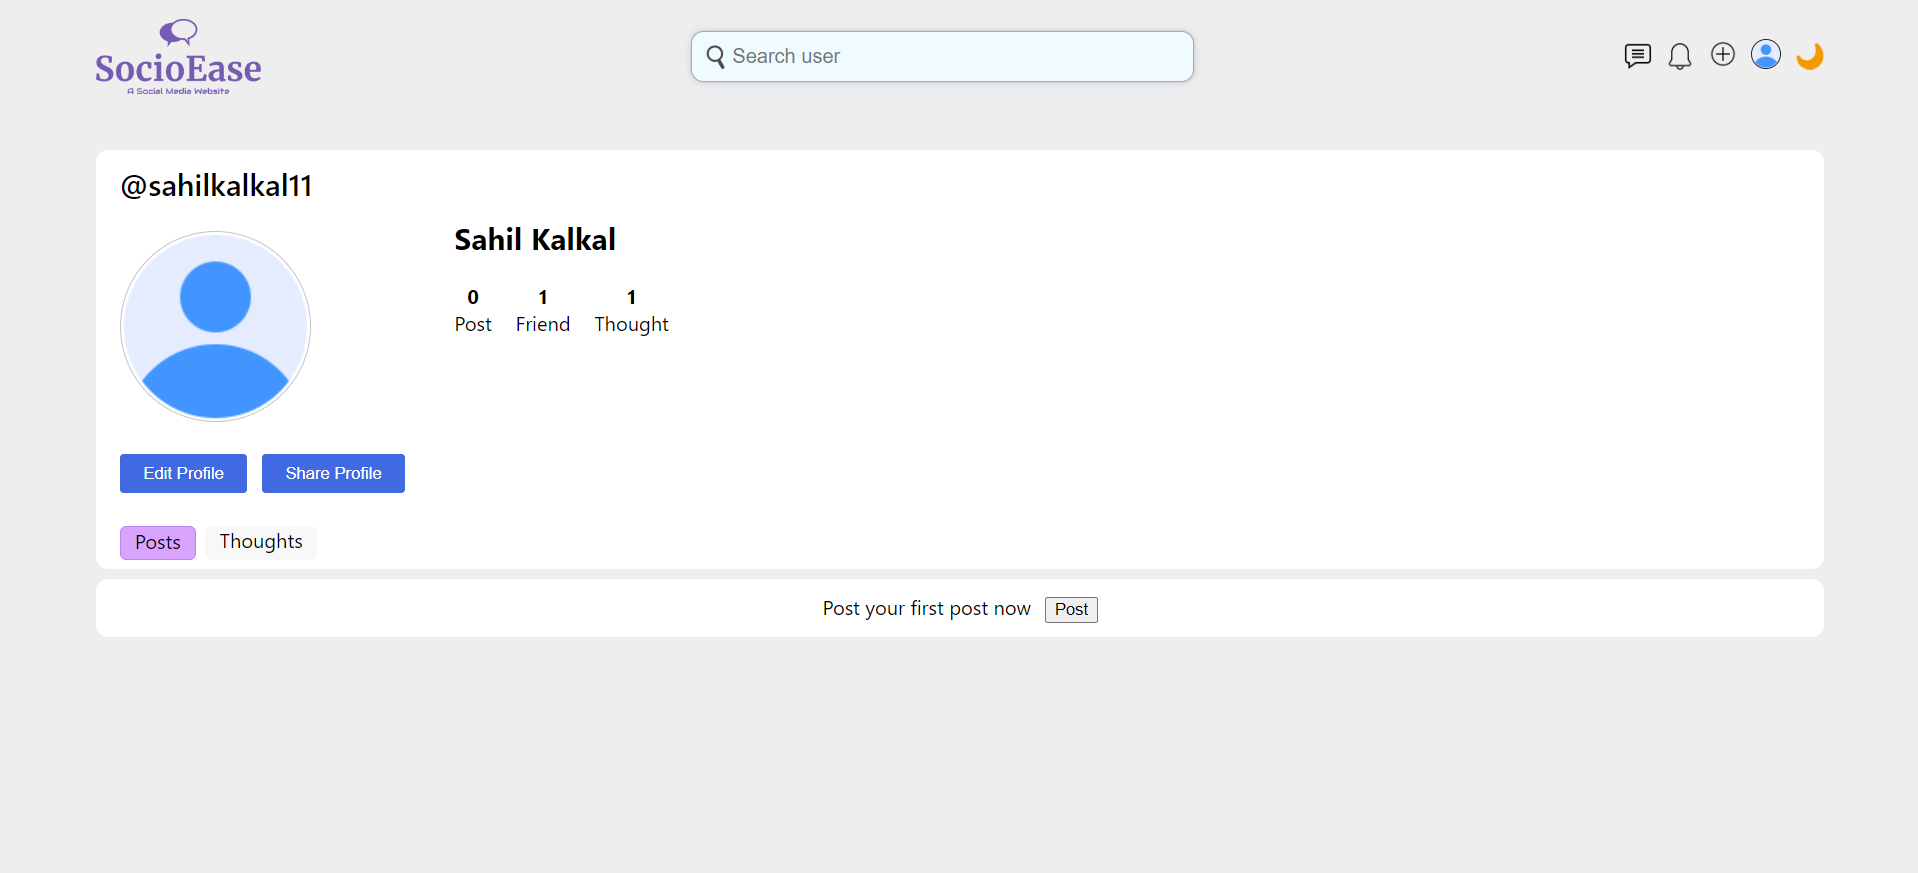 SocioEase
A Social Media Website
Search user
@sahilkalkal11
Sahil Kalkal
0 1 1
Post Friend Thought
Edit Profile Share Profile
Posts Thoughts
Post your first post now Post